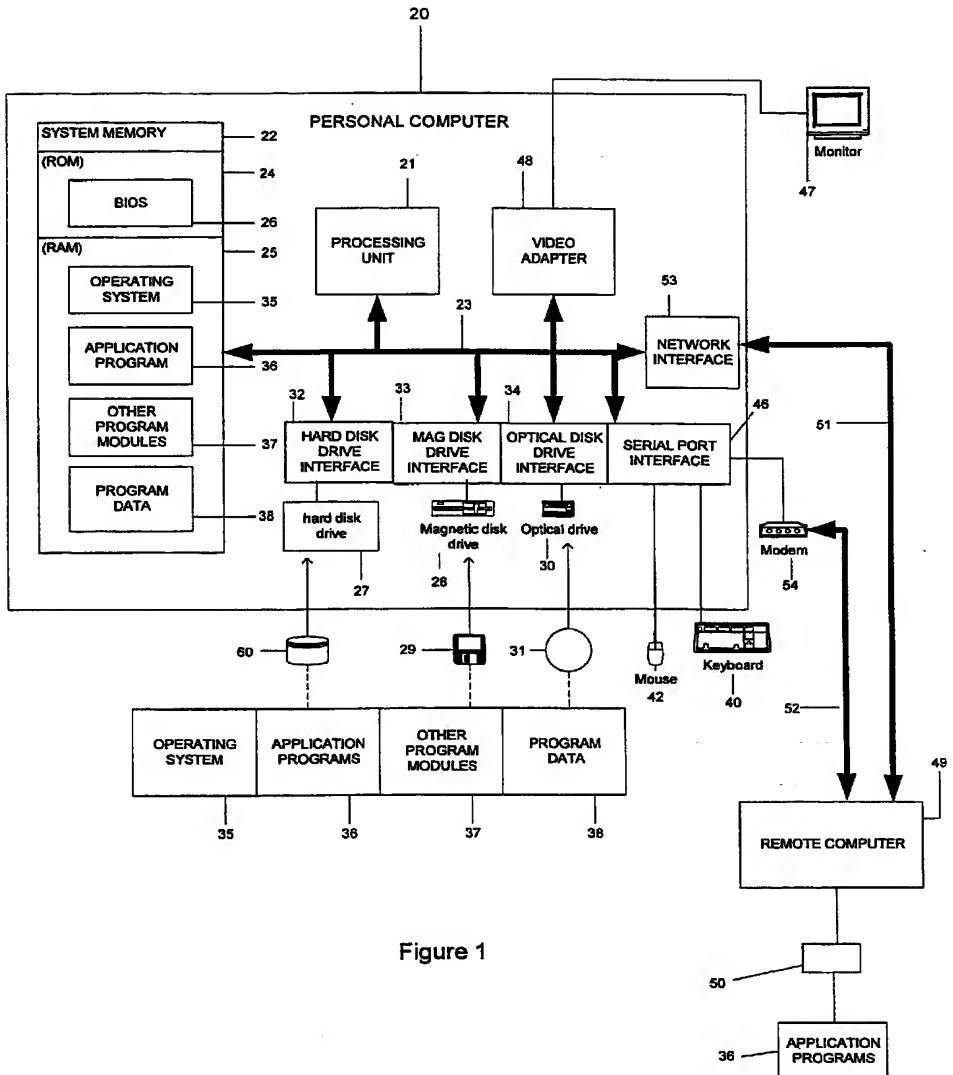 20
PERSONAL COMPUTER
SYSTEM MEMORY
22
(ROM)
24
BIOS
26
(RAM)
25
OPERATING
SYSTEM
35
APPLICATION
PROGRAM
36
OTHER
PROGRAM
MODULES
37
PROGRAM
DATA
38
21
PROCESSING
UNIT
48
VIDEO
ADAPTER
Monitor
47
23
53
NETWORK
INTERFACE
32
HARD DISK
DRIVE
INTERFACE
33
MAG DISK
DRIVE
INTERFACE
34
OPTICAL DISK
DRIVE
INTERFACE
46
SERIAL PORT
INTERFACE
51
hard disk
drive
27
Magnetic disk
drive
28
Optical drive
30
Modem
54
60
29
31
Mouse
42
Keyboard
40
52
OPERATING
SYSTEM
35
APPLICATION
PROGRAMS
36
OTHER
PROGRAM
MODULES
37
PROGRAM
DATA
38
49
REMOTE COMPUTER
50
36
APPLICATION
PROGRAMS
Figure 1